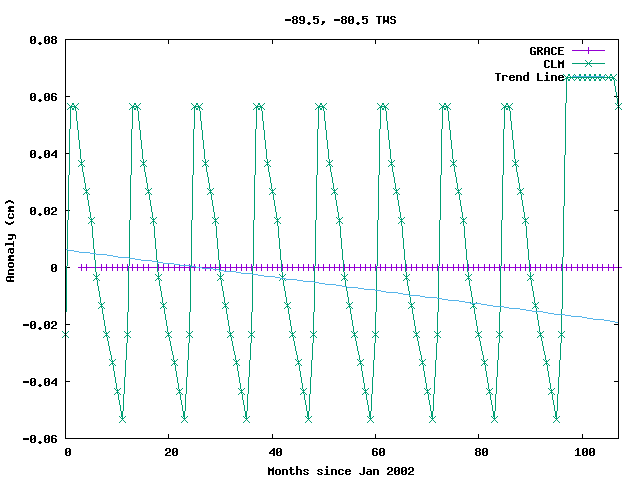 -89.5, -80.5 TWS
0.08
0.06
0.04
0.02
0
-0.02
-0.04
-0.06
Anomaly (cm)
GRACE
CLM
Trend Line
0 20 40 60 80 100
Months since Jan 2002